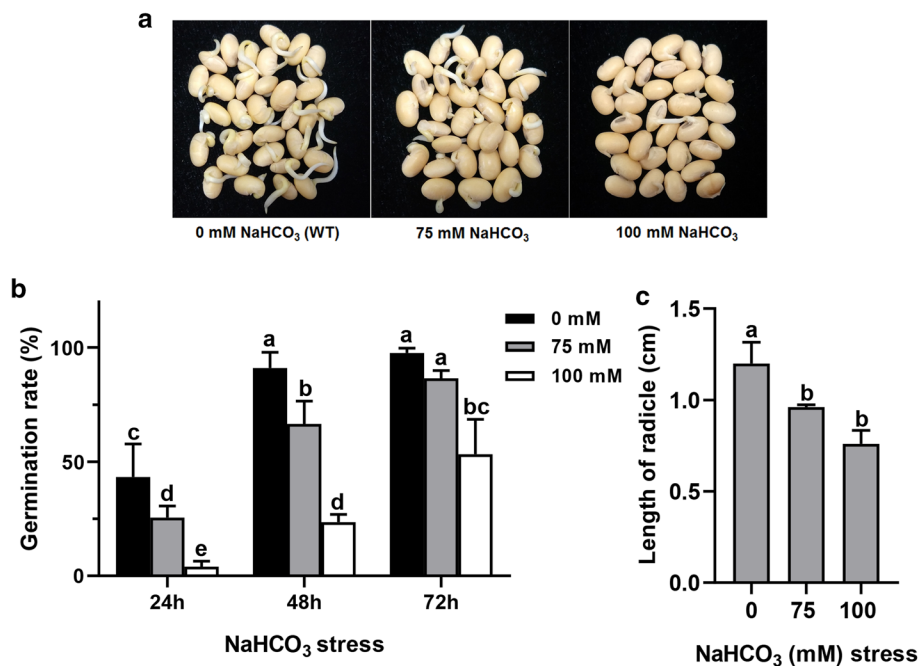 a
0 mM NaHCO₃ (WT)
75 mM NaHCO₃
100 mM NaHCO₃
b
Germination rate (%)
100
50
0
c
d
e
a
b
d
a
a
bc
0 mM
75 mM
100 mM
24h
48h
72h
NaHCO₃ stress
c
Length of radicle (cm)
1.5
1.0
0.5
0.0
a
b
b
0
75
100
NaHCO₃ (mM) stress